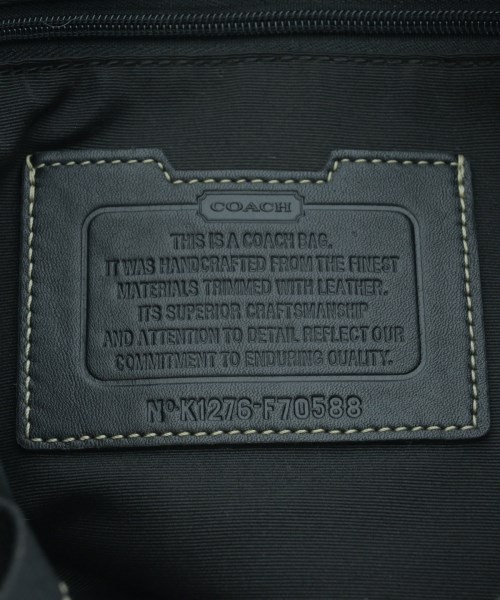 COACH
THIS IS A COACH BAG.
IT WAS HANDCRAFTED FROM THE FINEST
MATERIALS TRIMMED WITH LEATHER.
ITS SUPERIOR CRAFTSMANSHIP
AND ATTENTION TO DETAIL REFLECT OUR
COMMITMENT TO ENDURING QUALITY.
No K1276-F70588